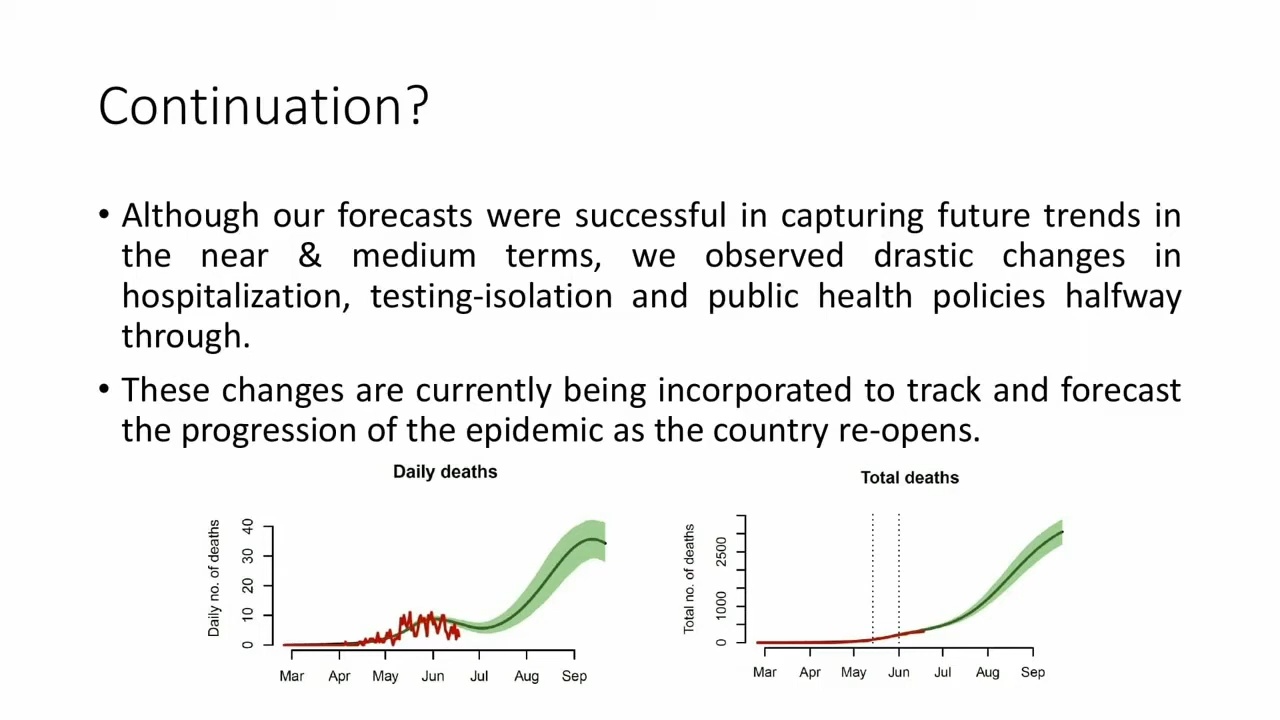 Continuation?
• Although our forecasts were successful in capturing future trends in
the near & medium terms, we observed drastic changes in
hospitalization, testing-isolation and public health policies halfway
through.
• These changes are currently being incorporated to track and forecast
the progression of the epidemic as the country re-opens.
Daily deaths
Daily no. of deaths
40
30
20
10
0
Mar Apr May Jun Jul Aug Sep
Total deaths
Total no. of deaths
2500
1000
0
Mar Apr May Jun Jul Aug Sep